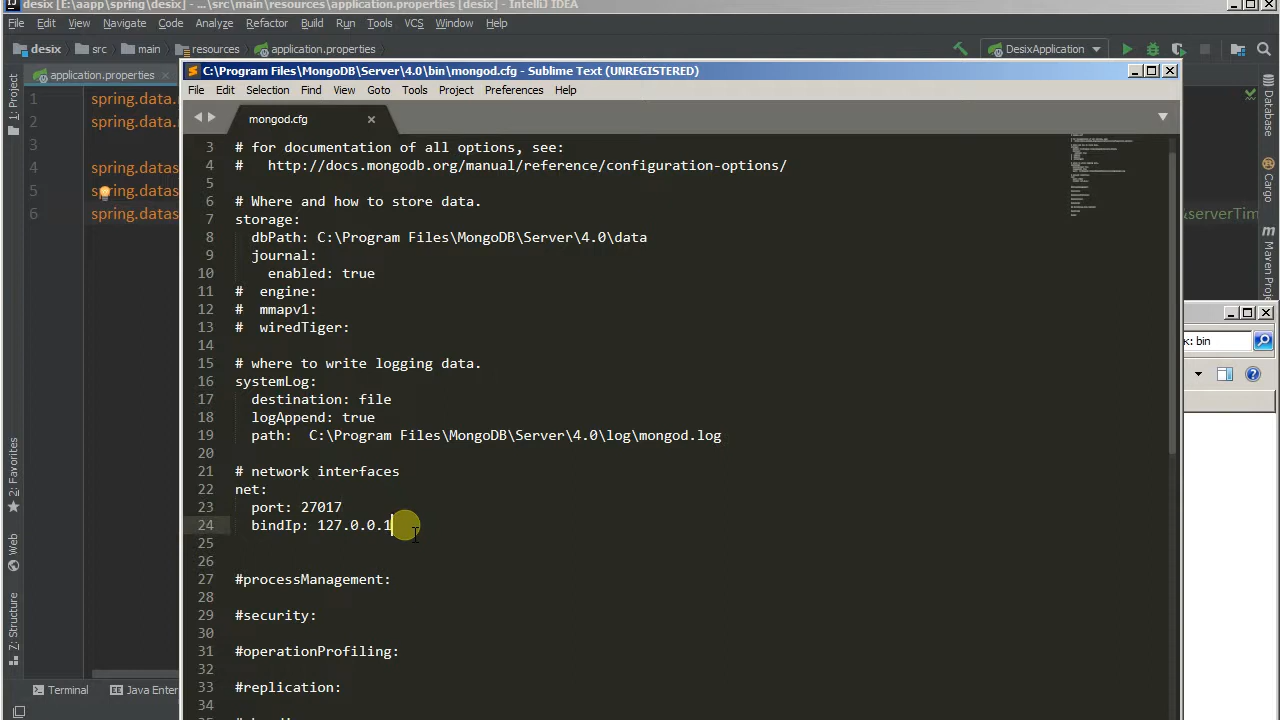 desix [E:\aapp\spring\desix] - ...\src\main\resources\application.properties [desix] - IntelliJ IDEA
File Edit View Navigate Code Analyze Refactor Build Run Tools VCS Window Help
desix src main resources application.properties DesixApplication
application.properties
1: Project
1 spring.data.
2 spring.data.
3
4 spring.datas
5 spring.datas
6 spring.datas
&serverTim
C:\Program Files\MongoDB\Server\4.0\bin\mongod.cfg - Sublime Text (UNREGISTERED)
File Edit Selection Find View Goto Tools Project Preferences Help
mongod.cfg
3 # for documentation of all options, see:
4 #   http://docs.mongodb.org/manual/reference/configuration-options/
5
6 # Where and how to store data.
7 storage:
8   dbPath: C:\Program Files\MongoDB\Server\4.0\data
9   journal:
10     enabled: true
11 #  engine:
12 #  mmapv1:
13 #  wiredTiger:
14
15 # where to write logging data.
16 systemLog:
17   destination: file
18   logAppend: true
19   path:  C:\Program Files\MongoDB\Server\4.0\log\mongod.log
20
21 # network interfaces
22 net:
23   port: 27017
24   bindIp: 127.0.0.1
25
26
27 #processManagement:
28
29 #security:
30
31 #operationProfiling:
32
33 #replication:
34
Database
Cargo
Maven Proj
к: bin
2: Favorites
Web
7: Structure
Terminal Java Enter